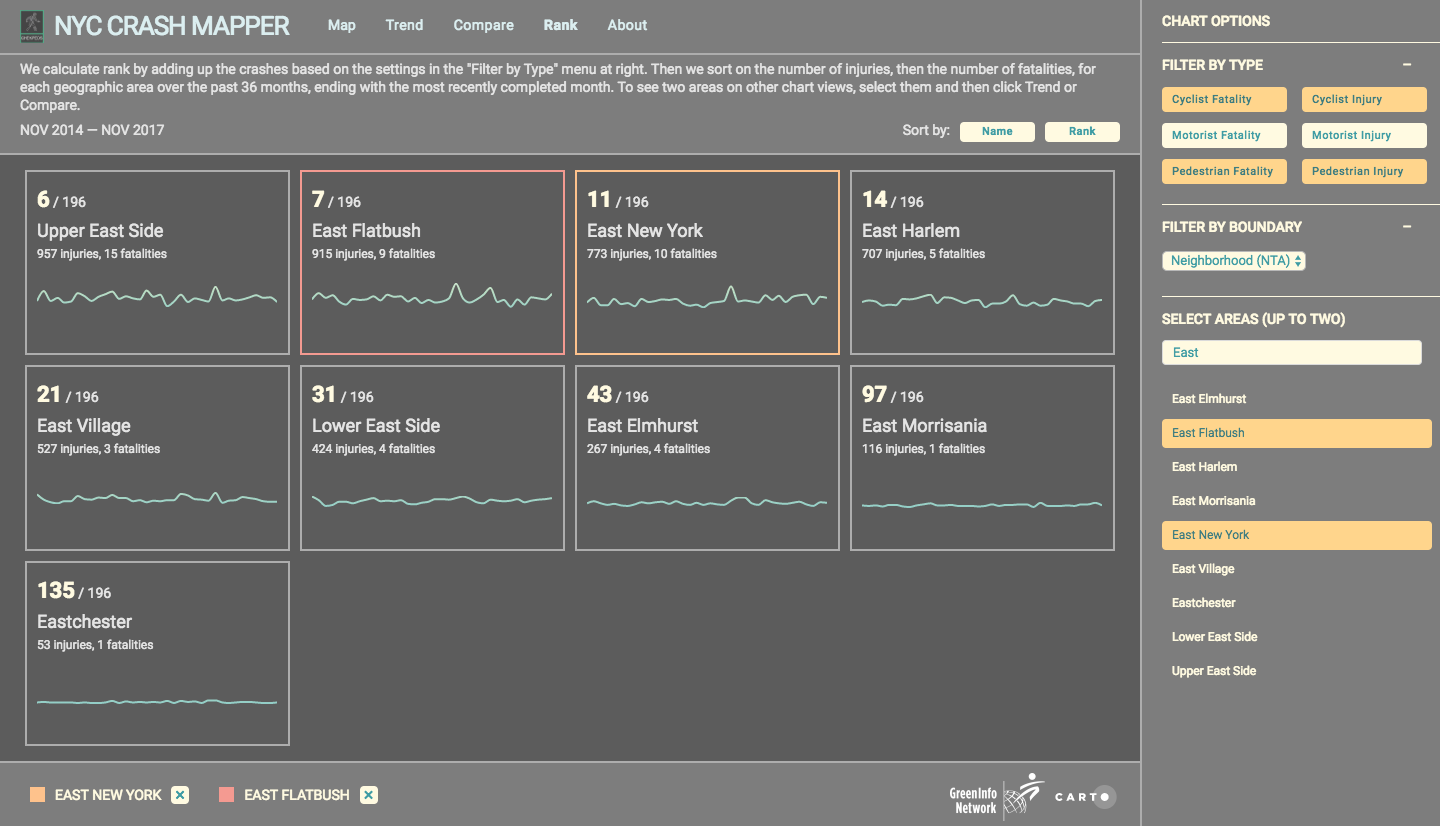 NYC CRASH MAPPER
Map
Trend
Compare
Rank
About
We calculate rank by adding up the crashes based on the settings in the "Filter by Type" menu at right. Then we sort on the number of injuries, then the number of fatalities, for
each geographic area over the past 36 months, ending with the most recently completed month. To see two areas on other chart views, select them and then click Trend or
Compare.
NOV 2014 — NOV 2017
Sort by:
Name
Rank
6 / 196
Upper East Side
957 injuries, 15 fatalities
7 / 196
East Flatbush
915 injuries, 9 fatalities
11 / 196
East New York
773 injuries, 10 fatalities
14 / 196
East Harlem
707 injuries, 5 fatalities
21 / 196
East Village
527 injuries, 3 fatalities
31 / 196
Lower East Side
424 injuries, 4 fatalities
43 / 196
East Elmhurst
267 injuries, 4 fatalities
97 / 196
East Morrisania
116 injuries, 1 fatalities
135 / 196
Eastchester
53 injuries, 1 fatalities
EAST NEW YORK
EAST FLATBUSH
GreenInfo
Network
CARTO
CHART OPTIONS
FILTER BY TYPE
Cyclist Fatality
Cyclist Injury
Motorist Fatality
Motorist Injury
Pedestrian Fatality
Pedestrian Injury
FILTER BY BOUNDARY
Neighborhood (NTA)
SELECT AREAS (UP TO TWO)
East
East Elmhurst
East Flatbush
East Harlem
East Morrisania
East New York
East Village
Eastchester
Lower East Side
Upper East Side